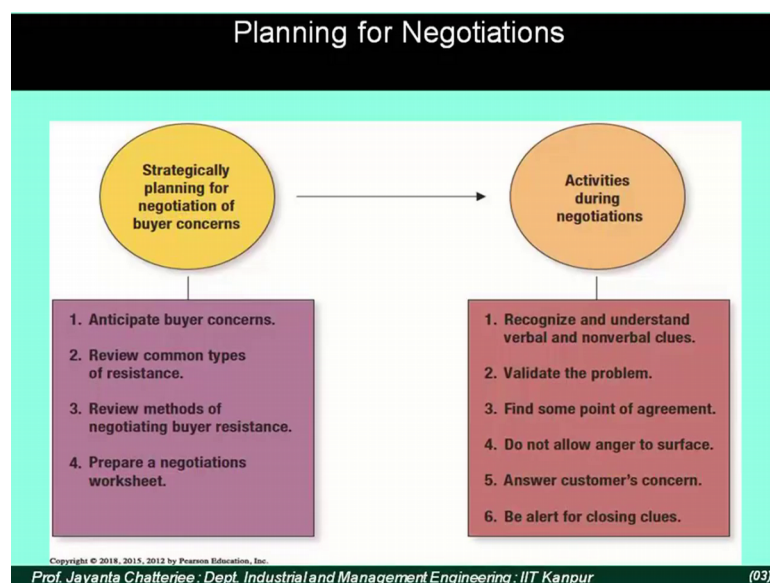 Planning for Negotiations
Strategically
planning for
negotiation of
buyer concerns
Activities
during
negotiations
1. Anticipate buyer concerns.
2. Review common types
of resistance.
3. Review methods of
negotiating buyer resistance.
4. Prepare a negotiations
worksheet.
1. Recognize and understand
verbal and nonverbal clues.
2. Validate the problem.
3. Find some point of agreement.
4. Do not allow anger to surface.
5. Answer customer's concern.
6. Be alert for closing clues.
Copyright © 2018, 2015, 2012 by Pearson Education, Inc.
Prof. Jayanta Chatterjee : Dept. Industrial and Management Engineering : IIT Kanpur
(03)